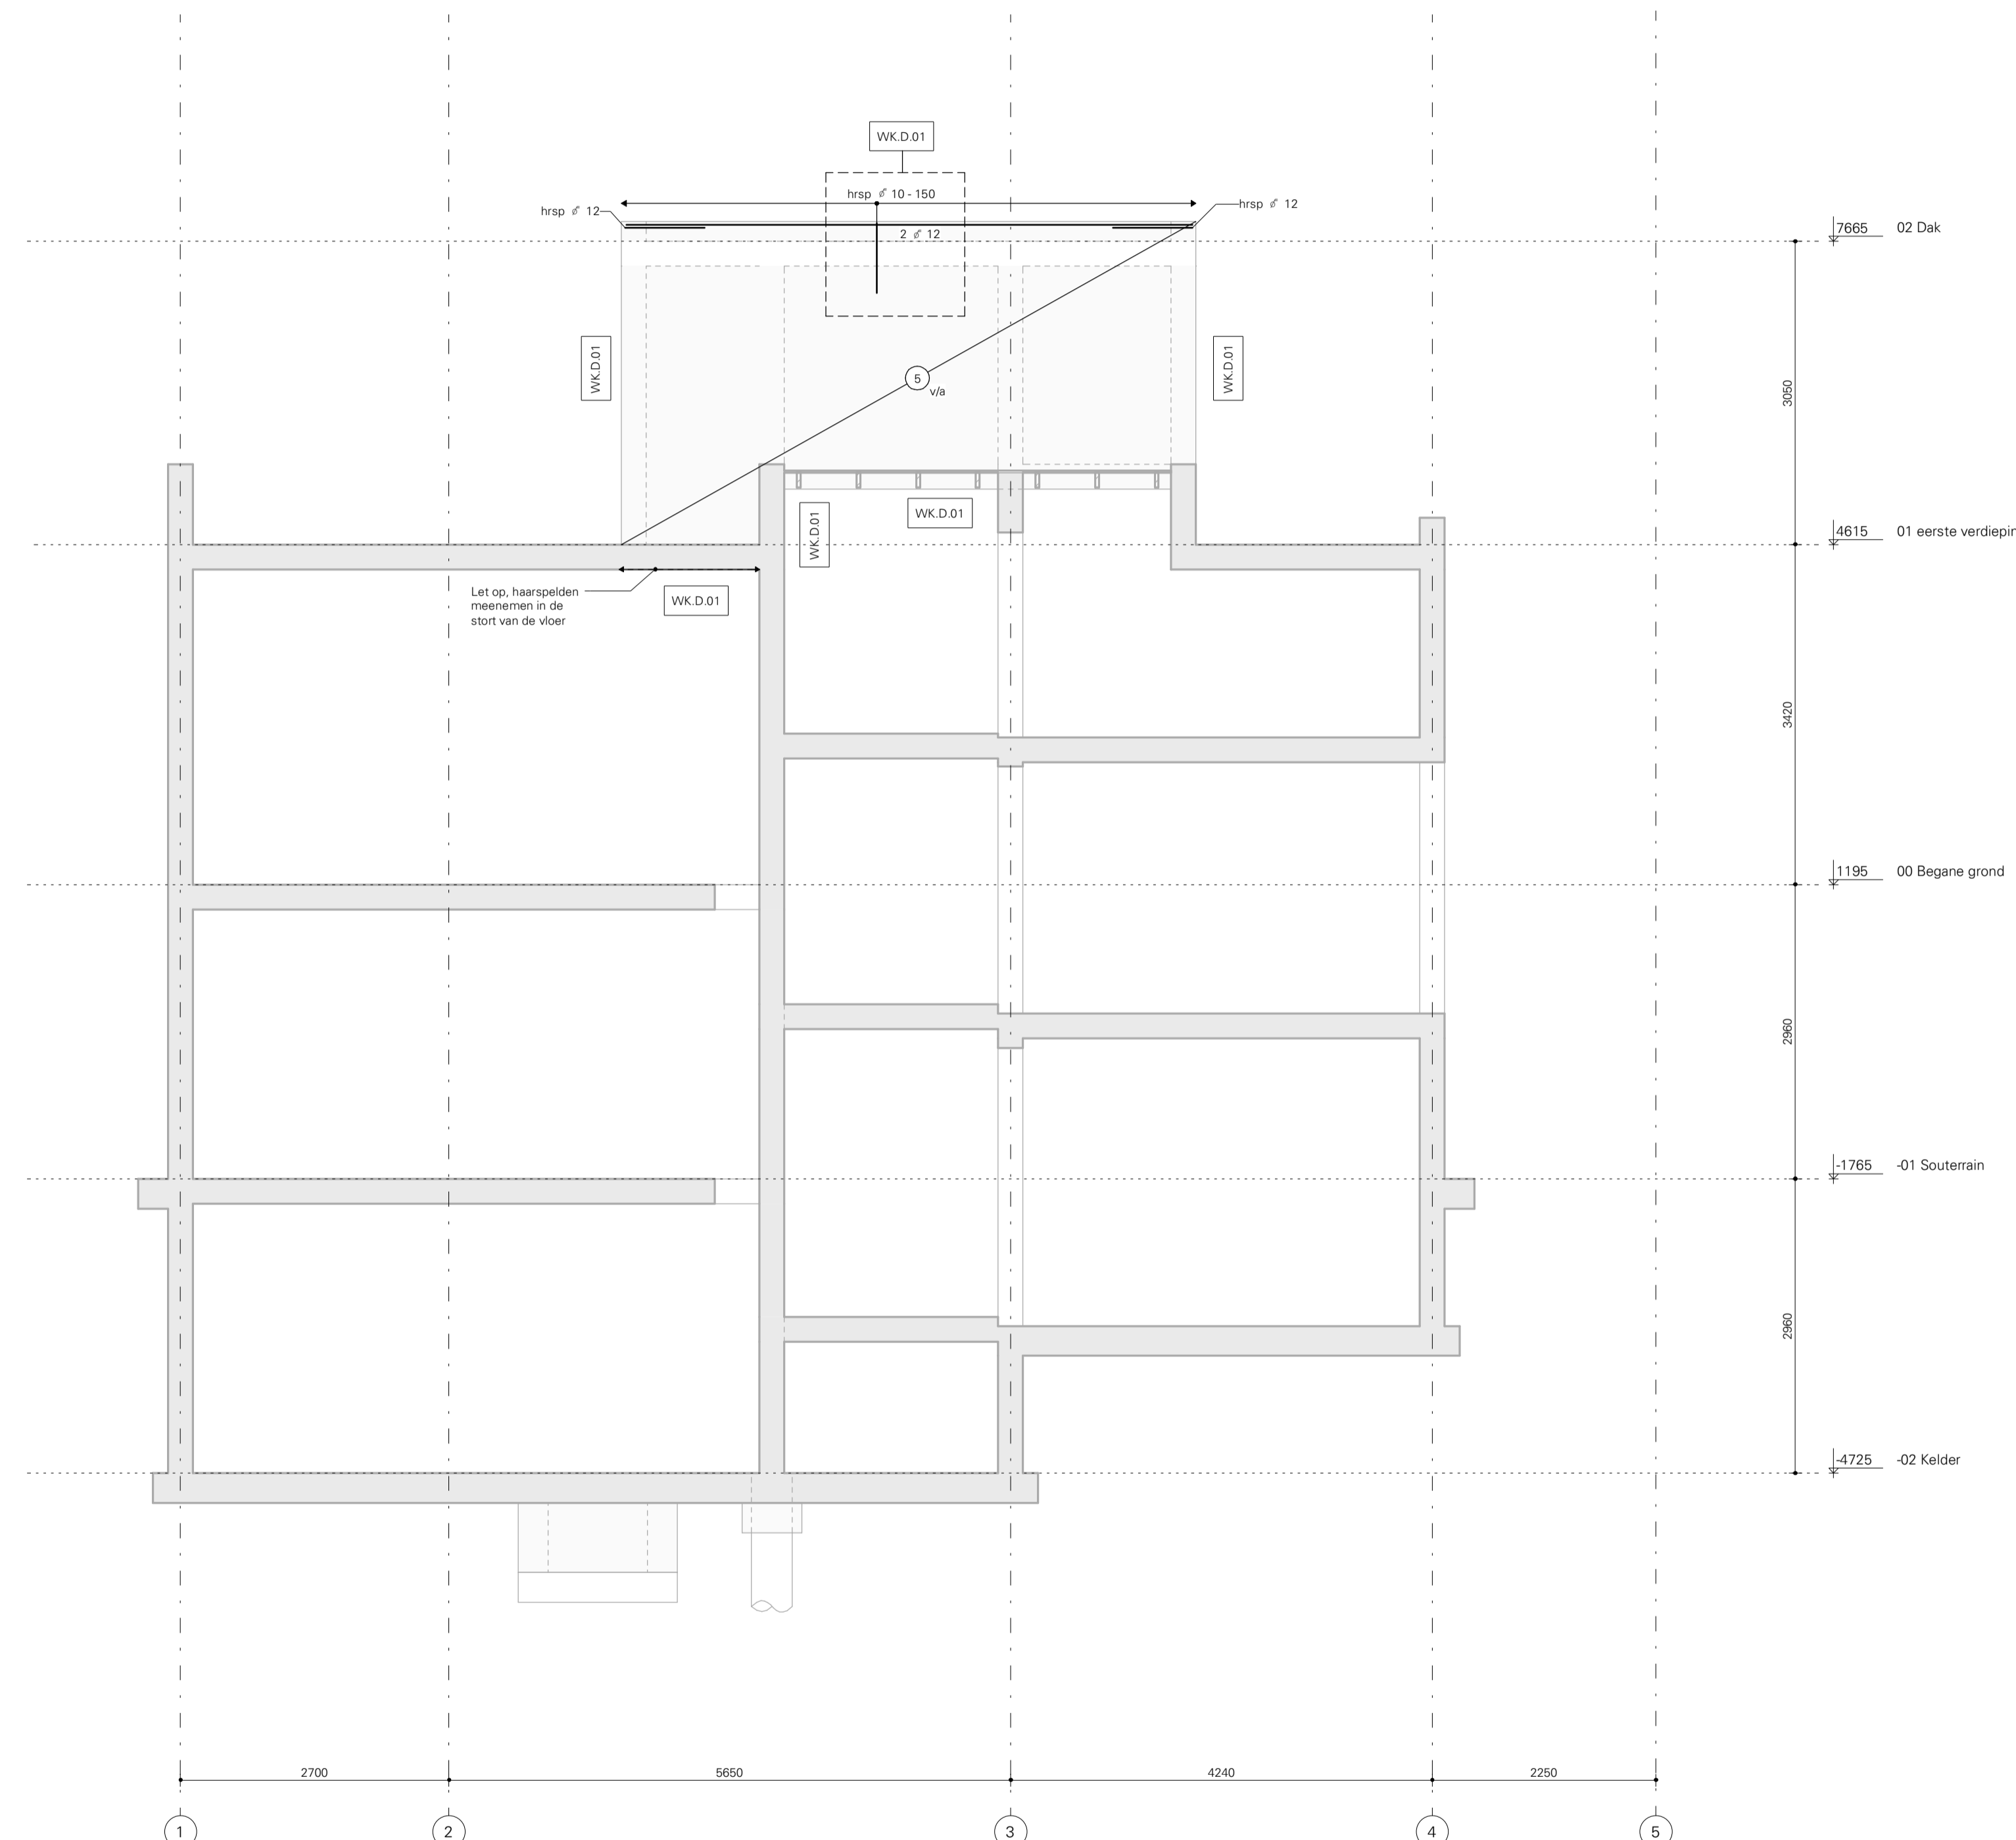 WK.D.01
hrsp ⌀ 10 - 150
hrsp ⌀ 12
hrsp ⌀ 12
2 ⌀ 12
7665 02 Dak
WK.D.01
WK.D.01
5
v/a
3050
WK.D.01
WK.D.01
4615 01 eerste verdiepin
Let op, haarspelden
meenemen in de
stort van de vloer
WK.D.01
3420
1195 00 Begane grond
2960
-1765 -01 Souterrain
2960
-4725 -02 Kelder
2700 5650 4240 2250
1 2 3 4 5